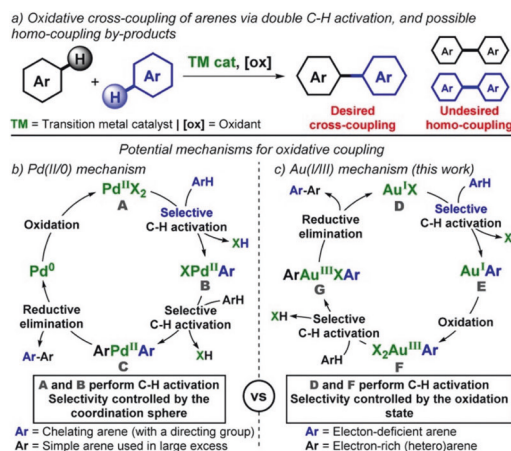 a) Oxidative cross-coupling of arenes via double C-H activation, and possible
homo-coupling by-products
H
Ar
+
H
Ar
TM cat, [ox]
Ar
Ar
Ar
Ar
Ar
Ar
Desired
cross-coupling
Undesired
homo-coupling
TM = Transition metal catalyst | [ox] = Oxidant
Potential mechanisms for oxidative coupling
b) Pd(II/0) mechanism
PdIIX2
A
ArH
Selective
C-H activation
XH
XPdIIAr
B
ArH
Selective
C-H activation
XH
ArPdIIAr
C
Reductive
elimination
Ar-Ar
Pd0
Oxidation
A and B perform C-H activation
Selectivity controlled by the
coordination sphere
Ar = Chelating arene (with a directing group)
Ar = Simple arene used in large excess
vs
c) Au(I/III) mechanism (this work)
AuIX
D
ArH
Selective
C-H activation
X
AuIAr
E
Oxidation
X2AuIIIAr
F
ArH
Selective
C-H activation
XH
ArAuIIIXAr
G
Reductive
elimination
Ar-Ar
D and F perform C-H activation
Selectivity controlled by the oxidation
state
Ar = Electon-deficient arene
Ar = Electron-rich (hetero)arene